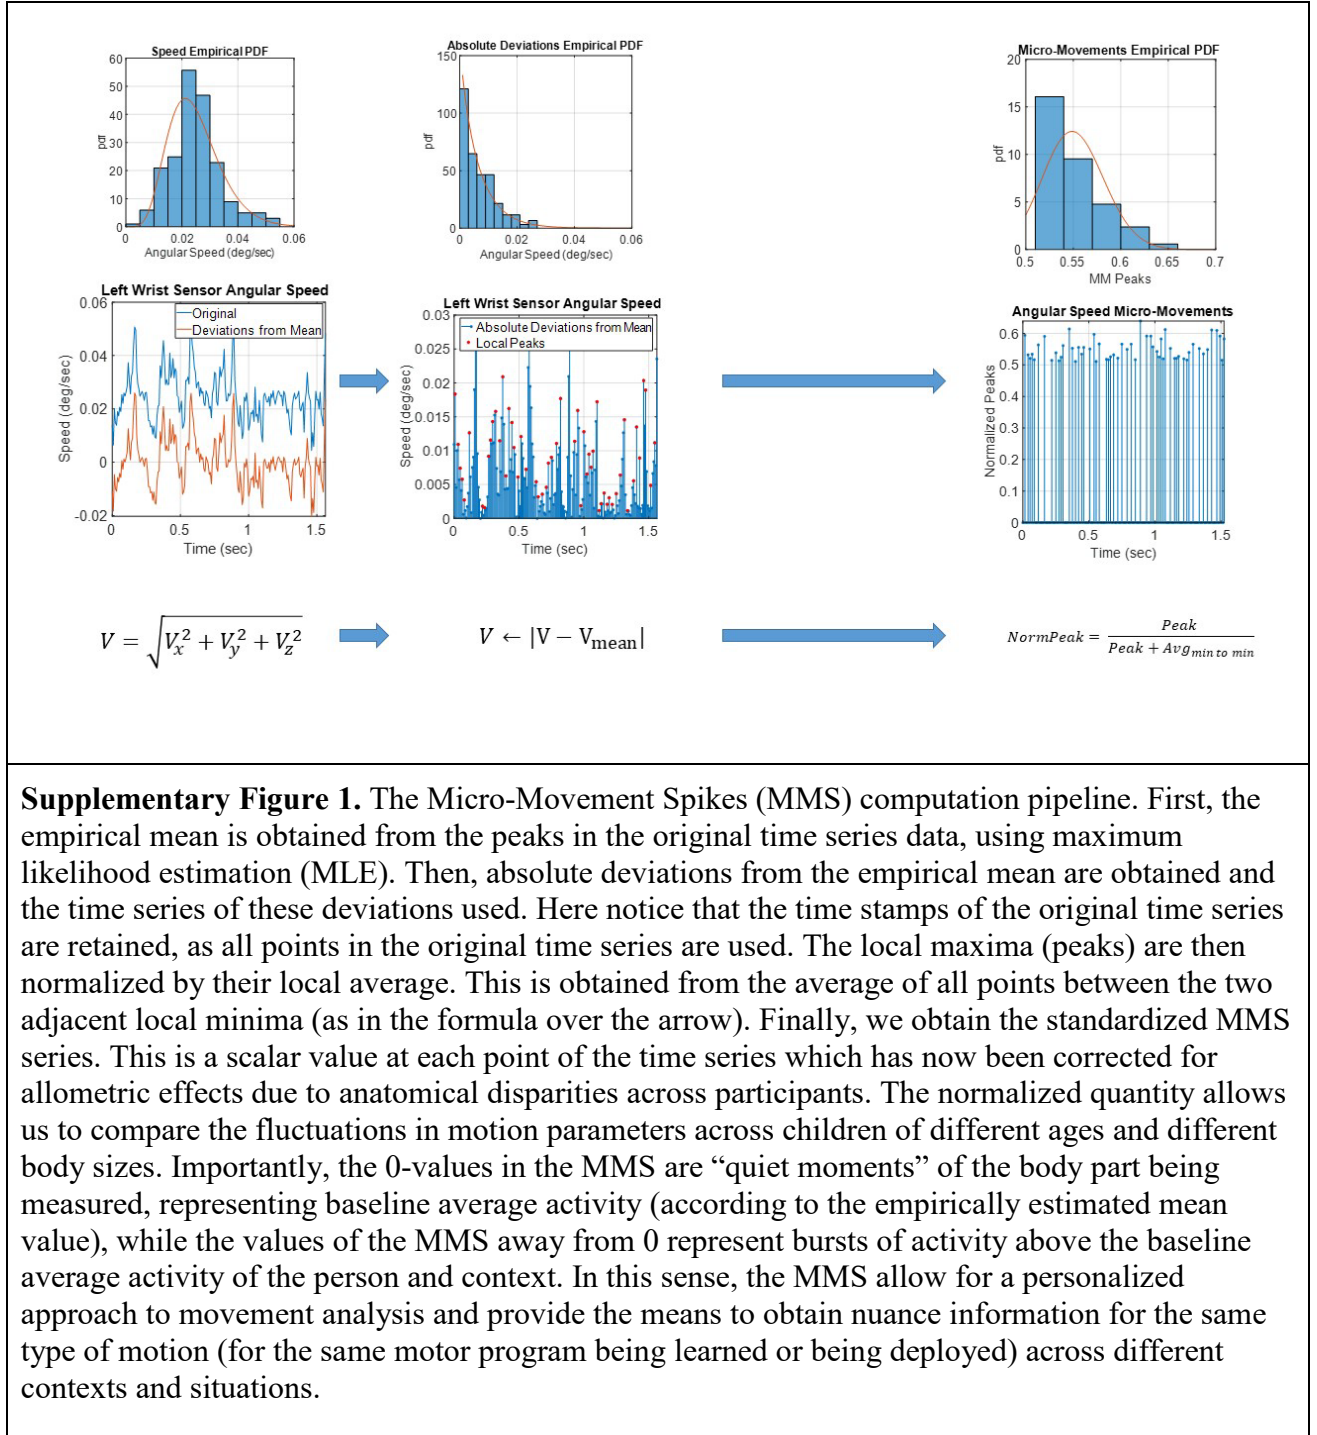 Speed Empirical PDF
60
50
40
30
20
10
0
pdf
0
0.02
0.04
0.06
Angular Speed (deg/sec)
Absolute Deviations Empirical PDF
150
100
50
0
pdf
0
0.02
0.04
0.06
Angular Speed (deg/sec)
Micro-Movements Empirical PDF
20
15
10
5
0
pdf
0.5
0.55
0.6
0.65
0.7
MM Peaks
Left Wrist Sensor Angular Speed
Original
Deviations from Mean
0.06
0.04
0.02
0
-0.02
Speed (deg/sec)
0
0.5
1
1.5
Time (sec)
Left Wrist Sensor Angular Speed
Absolute Deviations from Mean
Local Peaks
0.03
0.025
0.02
0.015
0.01
0.005
0
Speed (deg/sec)
0
0.5
1
1.5
Time (sec)
Angular Speed Micro-Movements
0.6
0.5
0.4
0.3
0.2
0.1
0
Normalized Peaks
0
0.5
1
1.5
Time (sec)
V = √(V_x^2 + V_y^2 + V_z^2)
V ← |V − V_mean|
NormPeak = Peak / (Peak + Avg_min to min)
Supplementary Figure 1. The Micro-Movement Spikes (MMS) computation pipeline. First, the
empirical mean is obtained from the peaks in the original time series data, using maximum
likelihood estimation (MLE). Then, absolute deviations from the empirical mean are obtained and
the time series of these deviations used. Here notice that the time stamps of the original time series
are retained, as all points in the original time series are used. The local maxima (peaks) are then
normalized by their local average. This is obtained from the average of all points between the two
adjacent local minima (as in the formula over the arrow). Finally, we obtain the standardized MMS
series. This is a scalar value at each point of the time series which has now been corrected for
allometric effects due to anatomical disparities across participants. The normalized quantity allows
us to compare the fluctuations in motion parameters across children of different ages and different
body sizes. Importantly, the 0-values in the MMS are “quiet moments” of the body part being
measured, representing baseline average activity (according to the empirically estimated mean
value), while the values of the MMS away from 0 represent bursts of activity above the baseline
average activity of the person and context. In this sense, the MMS allow for a personalized
approach to movement analysis and provide the means to obtain nuance information for the same
type of motion (for the same motor program being learned or being deployed) across different
contexts and situations.